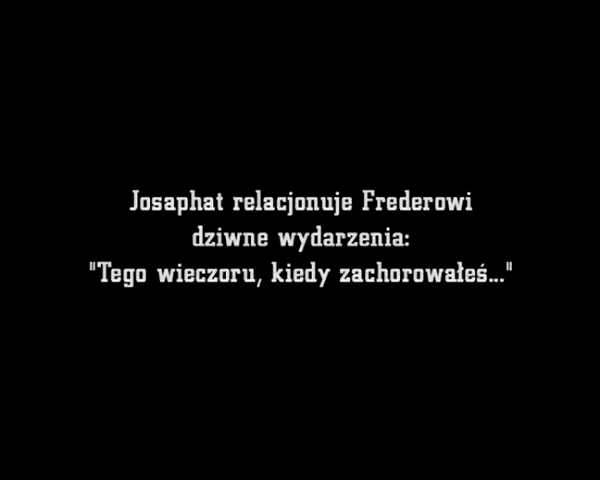 Josaphat relacjonuje Frederowi
dziwne wydarzenia:
"Tego wieczoru, kiedy zachorowałeś..."